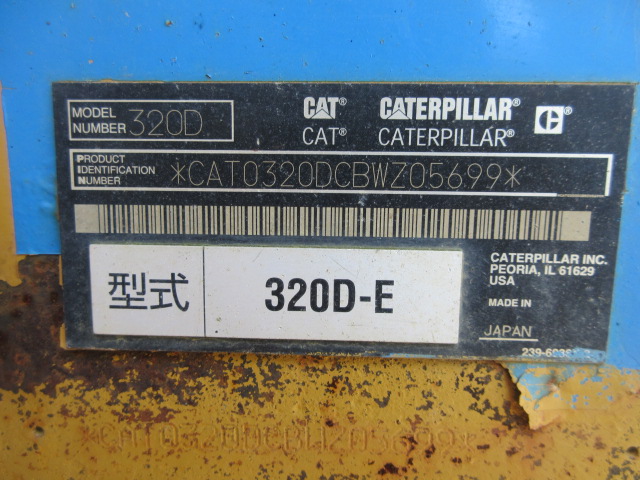 MODEL NUMBER 320D
CAT® CATERPILLAR® C
CAT® CATERPILLAR®
PRODUCT IDENTIFICATION NUMBER *CAT0320DCBWZ05699*
型式 320D-E
CATERPILLAR INC.
PEORIA, IL 61629
USA
MADE IN
JAPAN
*CAT0320DCBWZ05699*